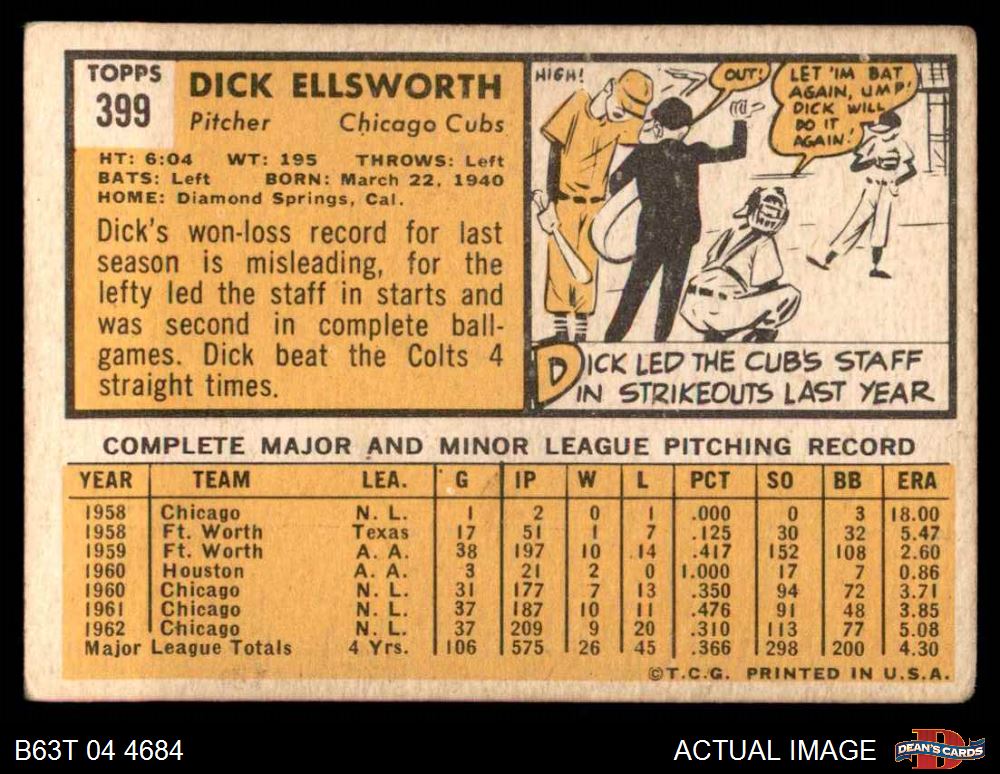 TOPPS
399
DICK ELLSWORTH
Pitcher Chicago Cubs
HT: 6:04 WT: 195 THROWS: Left
BATS: Left BORN: March 22, 1940
HOME: Diamond Springs, Cal.
Dick's won-loss record for last
season is misleading, for the
lefty led the staff in starts and
was second in complete ball-
games. Dick beat the Colts 4
straight times.
HIGH!
OUT!
LET 'IM BAT
AGAIN, UMP!
DICK WILL
DO IT
AGAIN!
DICK LED THE CUB'S STAFF
IN STRIKEOUTS LAST YEAR
COMPLETE MAJOR AND MINOR LEAGUE PITCHING RECORD
YEAR TEAM LEA. G IP W L PCT SO BB ERA
1958 Chicago N. L. 1 2 0 1 .000 0 3 18.00
1958 Ft. Worth Texas 17 51 1 7 .125 30 32 5.47
1959 Ft. Worth A. A. 38 197 10 14 .417 152 108 2.60
1960 Houston A. A. 3 21 2 0 1.000 17 7 0.86
1960 Chicago N. L. 31 177 7 13 .350 94 72 3.71
1961 Chicago N. L. 37 187 10 11 .476 91 48 3.85
1962 Chicago N. L. 37 209 9 20 .310 113 77 5.08
Major League Totals 4 Yrs. 106 575 26 45 .366 298 200 4.30
©T.C.G. PRINTED IN U.S.A.
B63T 04 4684
ACTUAL IMAGE
DEAN'S CARDS